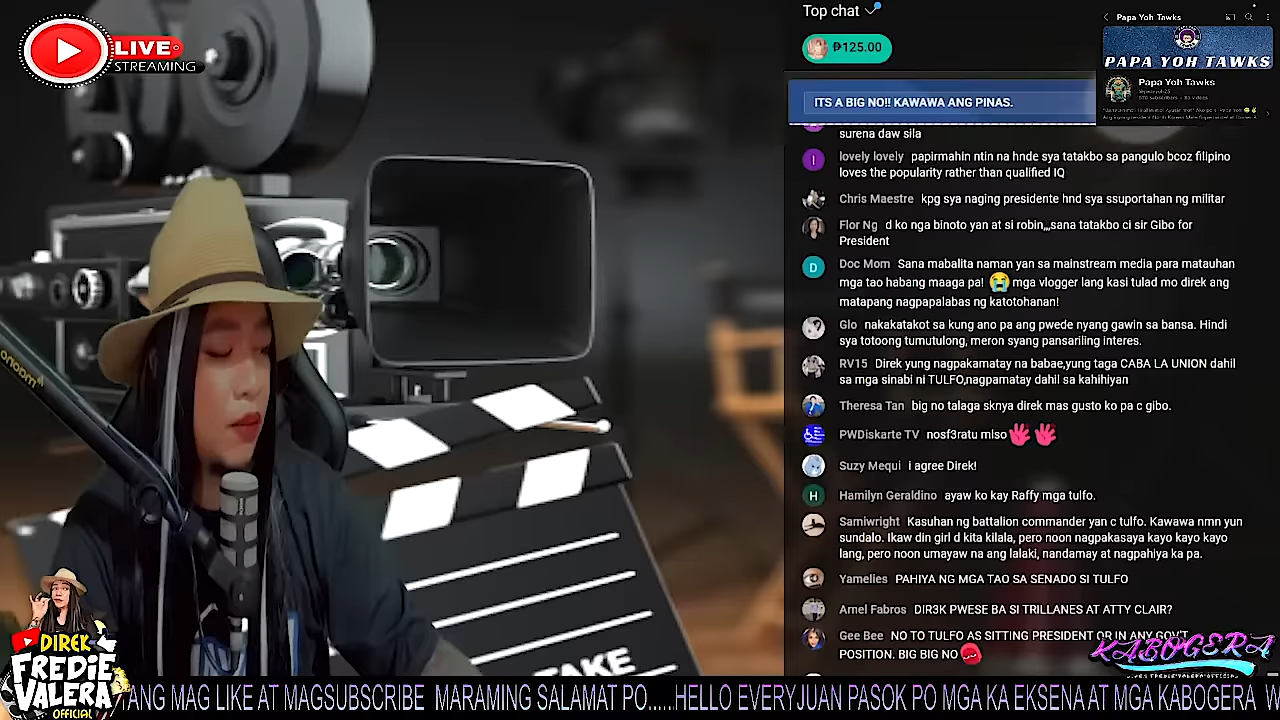 LIVE
STREAMING
Top chat
₱125.00
ITS A BIG NO!! KAWAWA ANG PINAS.
Papa Yoh Tawks
PAPA YOH TAWKS
Papa Yoh Tawks
surena daw sila
lovely lovely papirmahin ntin na hnde sya tatakbo sa pangulo bcoz filipino
loves the popularity rather than qualified IQ
Chris Maestre kpg sya naging presidente hnd sya ssuportahan ng militar
Flor Ng d ko nga binoto yan at si robin,,,sana tatakbo ci sir Gibo for
President
Doc Mom Sana mabalita naman yan sa mainstream media para matauhan
mga tao habang maaga pa! 😭 mga vlogger lang kasi tulad mo direk ang
matapang nagpapalabas ng katotohanan!
Glo nakakatakot sa kung ano pa ang pwede nyang gawin sa bansa. Hindi
sya totoong tumutulong, meron syang pansariling interes.
RV15 Direk yung nagpakamatay na babae,yung taga CABA LA UNION dahil
sa mga sinabi ni TULFO,nagpamatay dahil sa kahihiyan
Theresa Tan big no talaga sknya direk mas gusto ko pa c gibo.
PWDiskarte TV nosf3ratu mlso
Suzy Mequi i agree Direk!
Hamilyn Geraldino ayaw ko kay Raffy mga tulfo.
Samiwright Kasuhan ng battalion commander yan c tulfo. Kawawa nmn yun
sundalo. Ikaw din girl d kita kilala, pero noon nagpakasaya kayo kayo kayo
lang, pero noon umayaw na ang lalaki, nandamay at nagpahiya ka pa.
Yamelies PAHIYA NG MGA TAO SA SENADO SI TULFO
Arnel Fabros DIR3K PWESE BA SI TRILLANES AT ATTY CLAIR?
Gee Bee NO TO TULFO AS SITTING PRESIDENT OR IN ANY GOV'T
POSITION. BIG BIG NO
KABOGERA
maono
TAKE
DIREK
FREDIE
VALERA
OFFICIAL
ANG MAG LIKE AT MAGSUBSCRIBE MARAMING SALAMAT PO.....HELLO EVERYJUAN PASOK PO MGA KA EKSENA AT MGA KABOGERA W